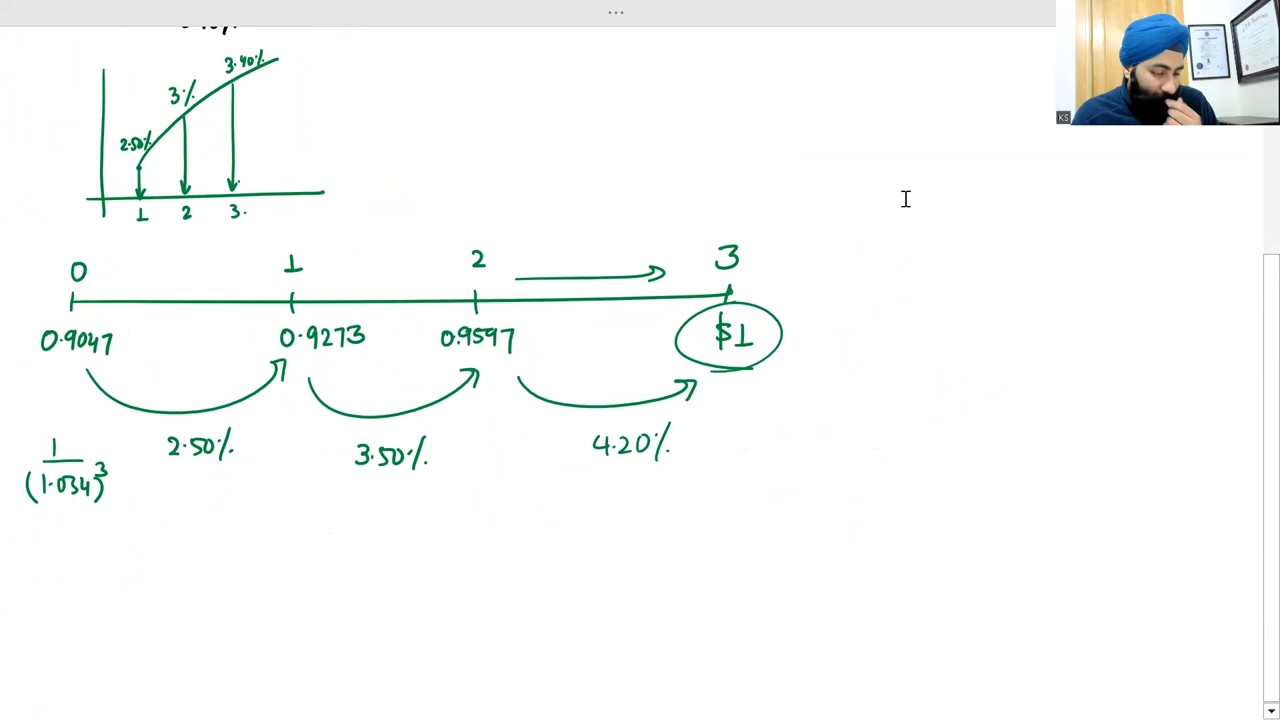 3.40%
3%
2.50%
1 2 3.
0 1 2 3
0.9047 0.9273 0.9597 $1
2.50% 3.50% 4.20%
1
(1.034)3
KS